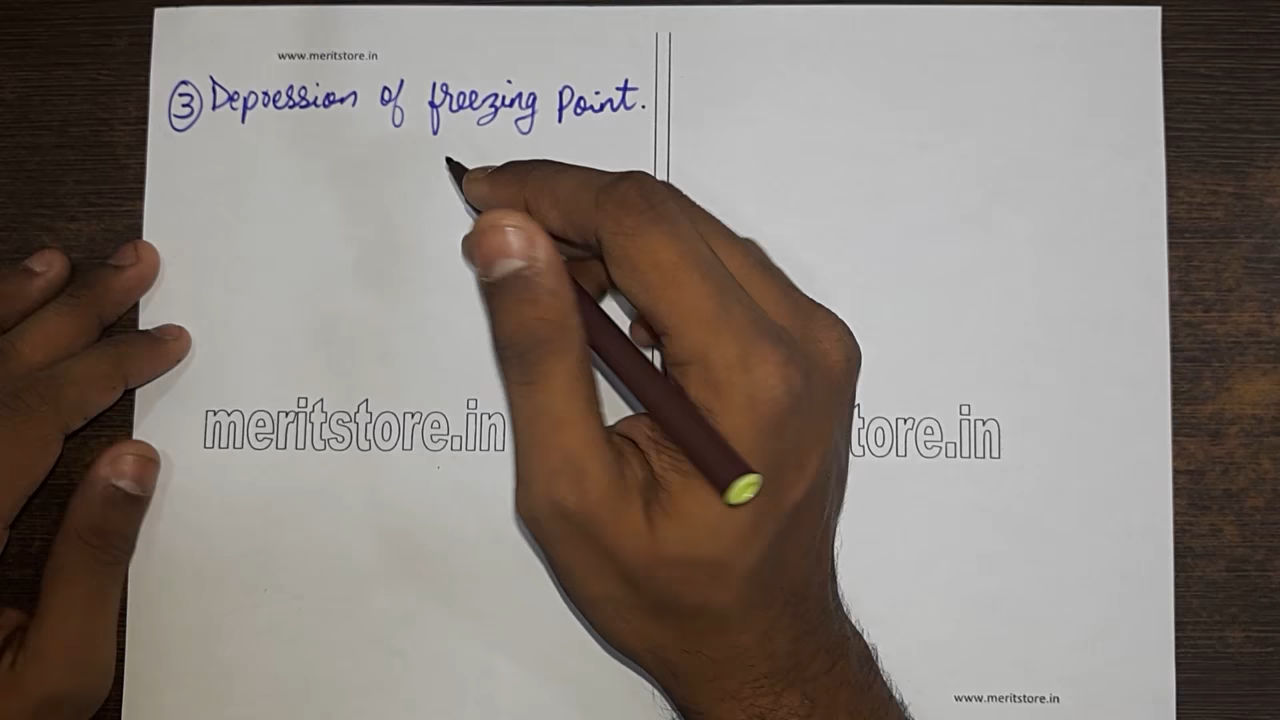 www.meritstore.in
③ Depression of freezing Point.
meritstore.in
tore.in
www.meritstore.in